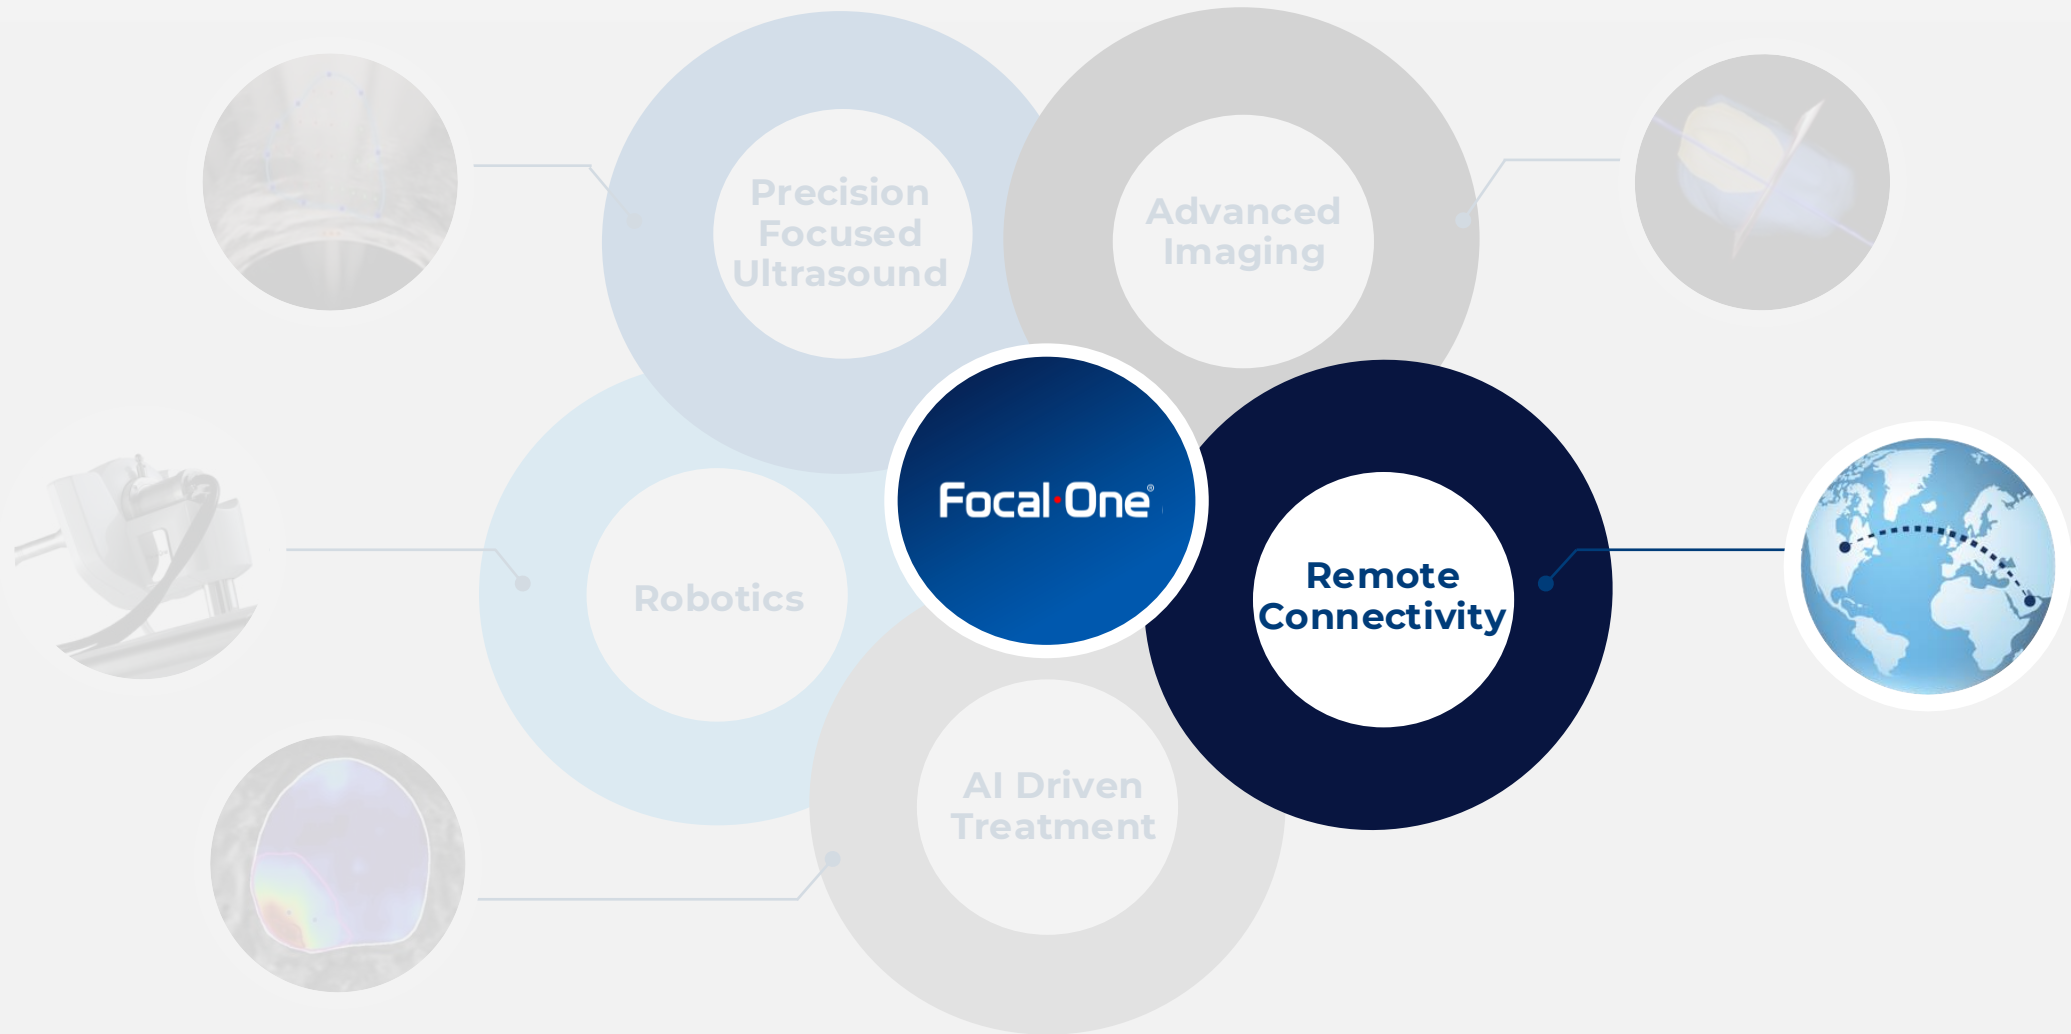 Precision
Focused
Ultrasound
Advanced
Imaging
Focal·One®
Robotics
Remote
Connectivity
AI Driven
Treatment